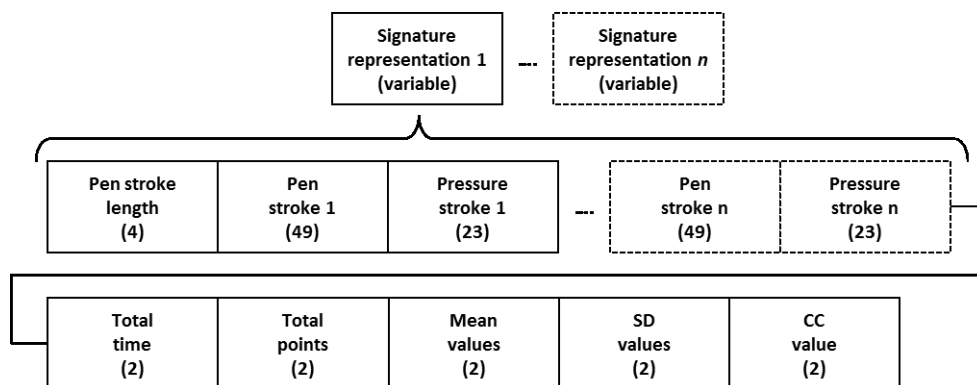 Signature
representation 1
(variable)
....
Signature
representation n
(variable)
Pen stroke
length
(4)
Pen
stroke 1
(49)
Pressure
stroke 1
(23)
....
Pen
stroke n
(49)
Pressure
stroke n
(23)
Total
time
(2)
Total
points
(2)
Mean
values
(2)
SD
values
(2)
CC
value
(2)